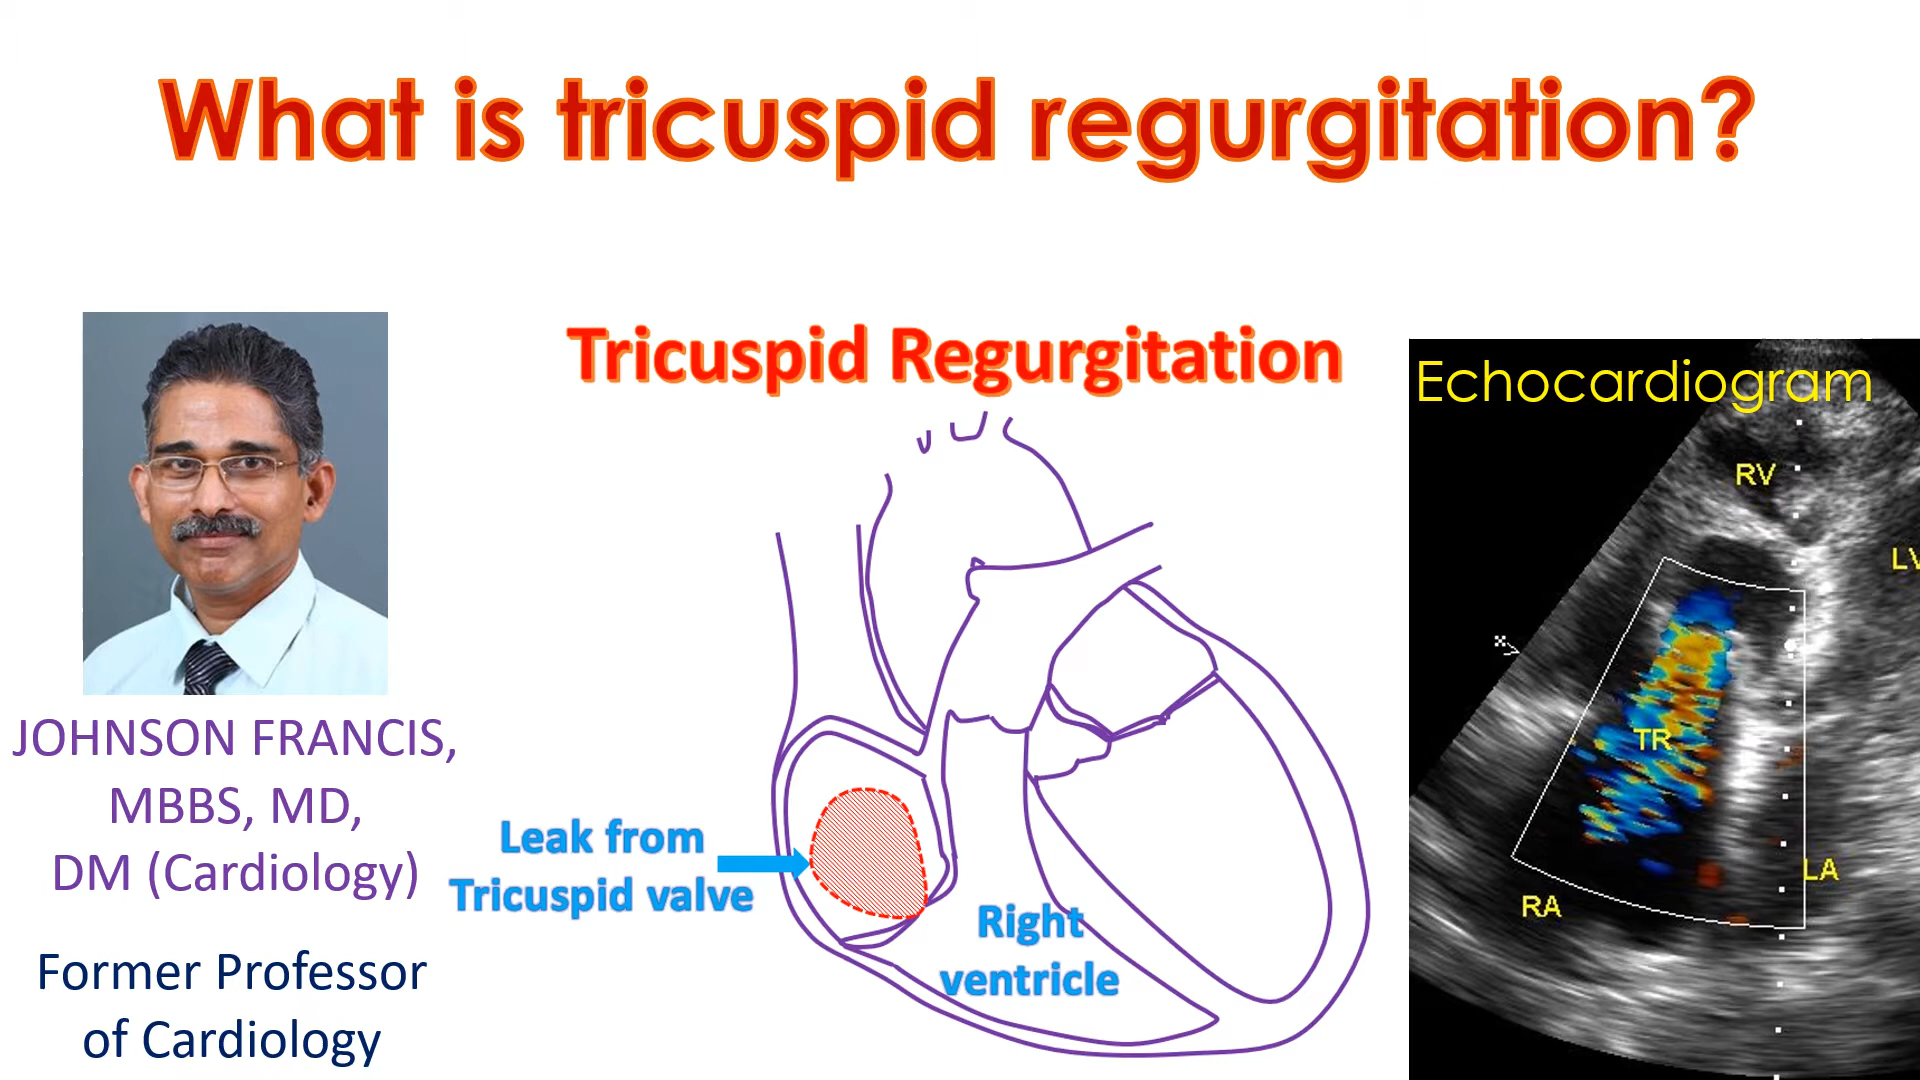 What is tricuspid regurgitation?
JOHNSON FRANCIS,
MBBS, MD,
DM (Cardiology)
Former Professor
of Cardiology
Tricuspid Regurgitation
Leak from
Tricuspid valve
Right
ventricle
Echocardiogram
RV
LV
TR
LA
RA